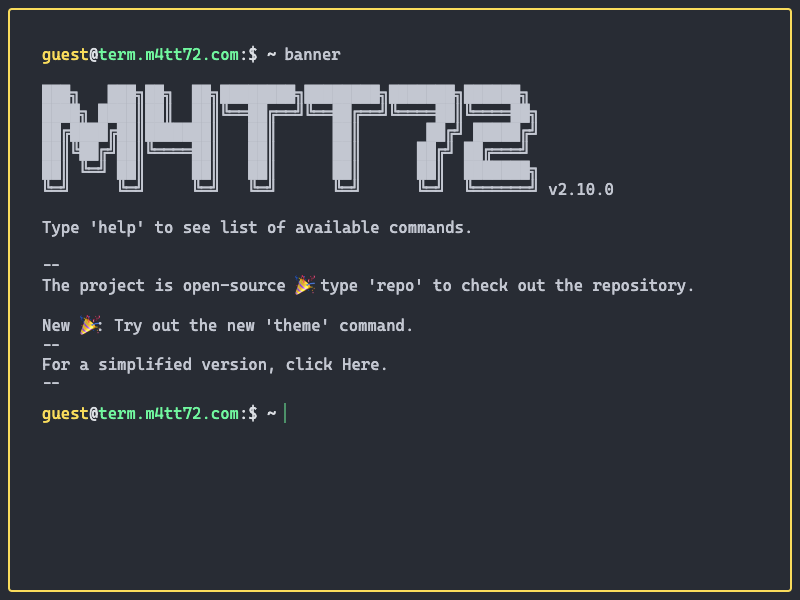 guest@term.m4tt72.com:$ ~ banner
M4TT72 v2.10.0
Type 'help' to see list of available commands.
--
The project is open-source 🎉 type 'repo' to check out the repository.
New 🎉: Try out the new 'theme' command.
--
For a simplified version, click Here.
--
guest@term.m4tt72.com:$ ~